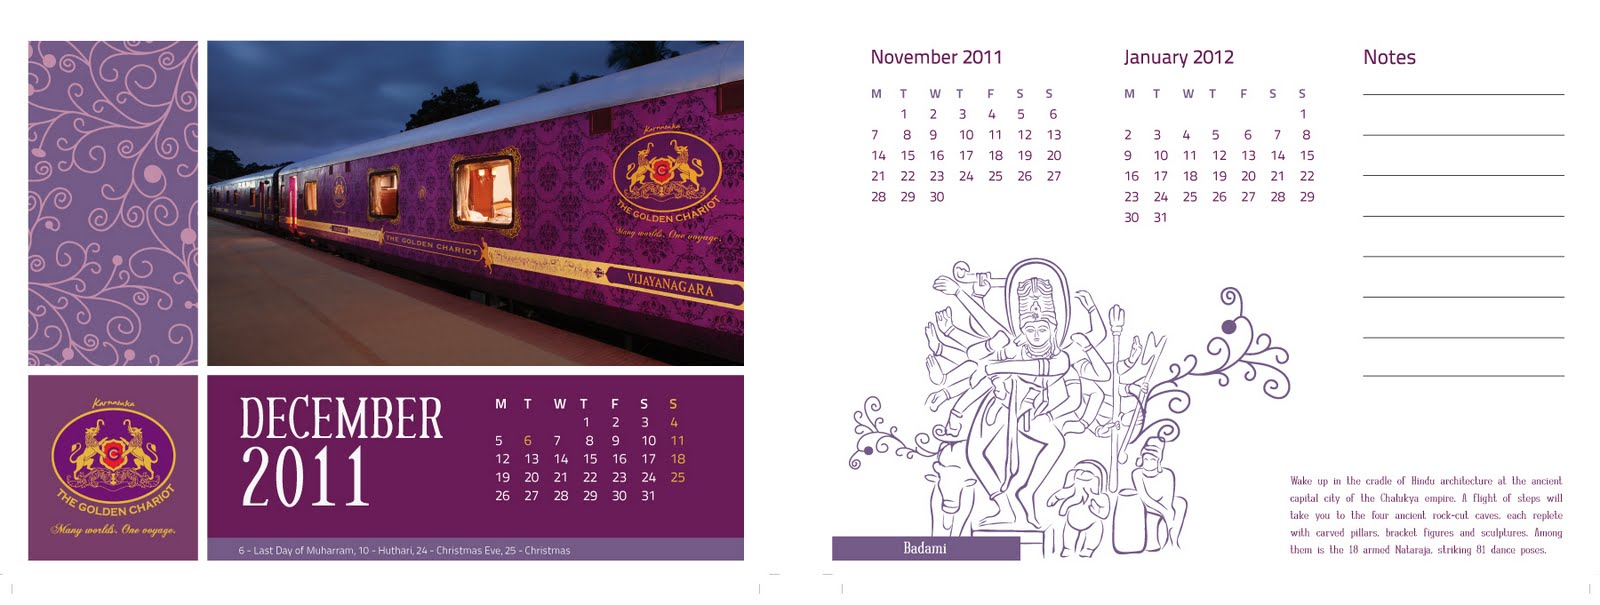 Karnataka
THE GOLDEN CHARIOT
Many worlds. One voyage.
THE GOLDEN CHARIOT
VIJAYANAGARA
Karnataka
THE GOLDEN CHARIOT
Many worlds. One voyage.
DECEMBER
2011
M T W T F S S
1 2 3 4
5 6 7 8 9 10 11
12 13 14 15 16 17 18
19 20 21 22 23 24 25
26 27 28 29 30 31
6 - Last Day of Muharram, 10 - Huthari, 24 - Christmas Eve, 25 - Christmas
November 2011
M T W T F S S
1 2 3 4 5 6
7 8 9 10 11 12 13
14 15 16 17 18 19 20
21 22 23 24 25 26 27
28 29 30
January 2012
M T W T F S S
1
2 3 4 5 6 7 8
9 10 11 12 13 14 15
16 17 18 19 20 21 22
23 24 25 26 27 28 29
30 31
Notes
Badami
Wake up in the cradle of Hindu architecture at the ancient
capital city of the Chalukya empire. A flight of steps will
take you to the four ancient rock-cut caves, each replete
with carved pillars, bracket figures and sculptures. Among
them is the 18 armed Nataraja, striking 81 dance poses.